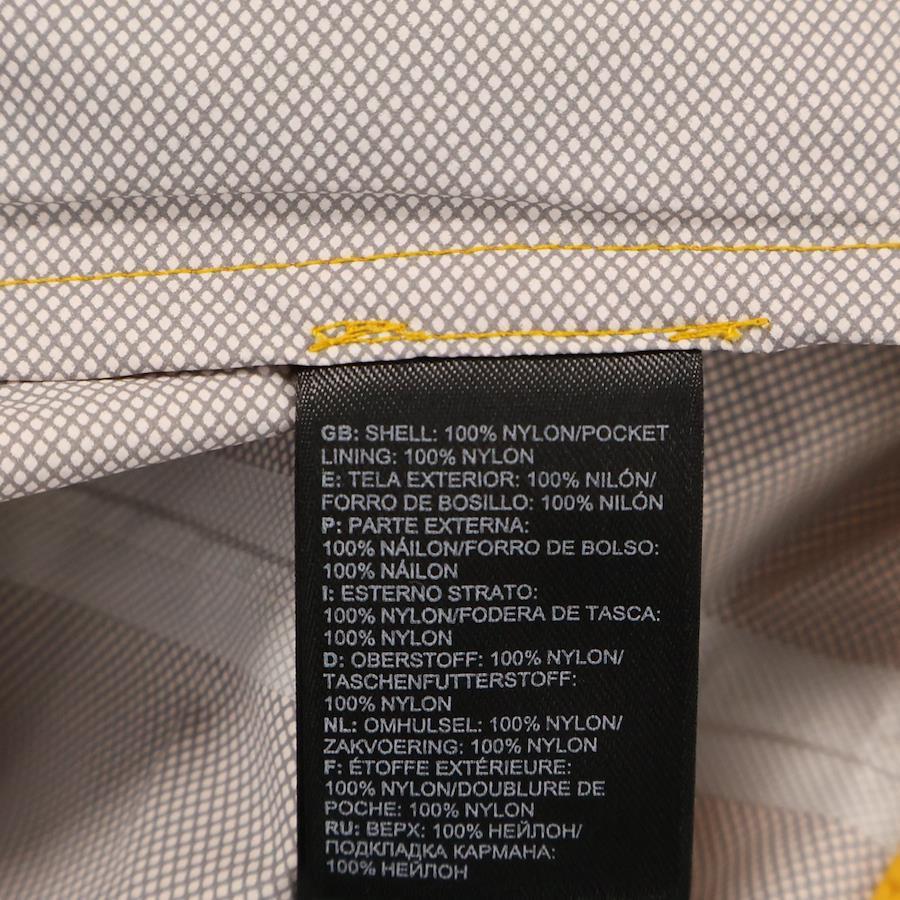 GB: SHELL: 100% NYLON/POCKET
LINING: 100% NYLON
E: TELA EXTERIOR: 100% NILÓN/
FORRO DE BOSILLO: 100% NILÓN
P: PARTE EXTERNA:
100% NÁILON/FORRO DE BOLSO:
100% NÁILON
I: ESTERNO STRATO:
100% NYLON/FODERA DE TASCA:
100% NYLON
D: OBERSTOFF: 100% NYLON/
TASCHENFUTTERSTOFF:
100% NYLON
NL: OMHULSEL: 100% NYLON/
ZAKVOERING: 100% NYLON
F: ÉTOFFE EXTÉRIEURE:
100% NYLON/DOUBLURE DE
POCHE: 100% NYLON
RU: ВЕРХ: 100% НЕЙЛОН/
ПОДКЛАДКА КАРМАНА:
100% НЕЙЛОН